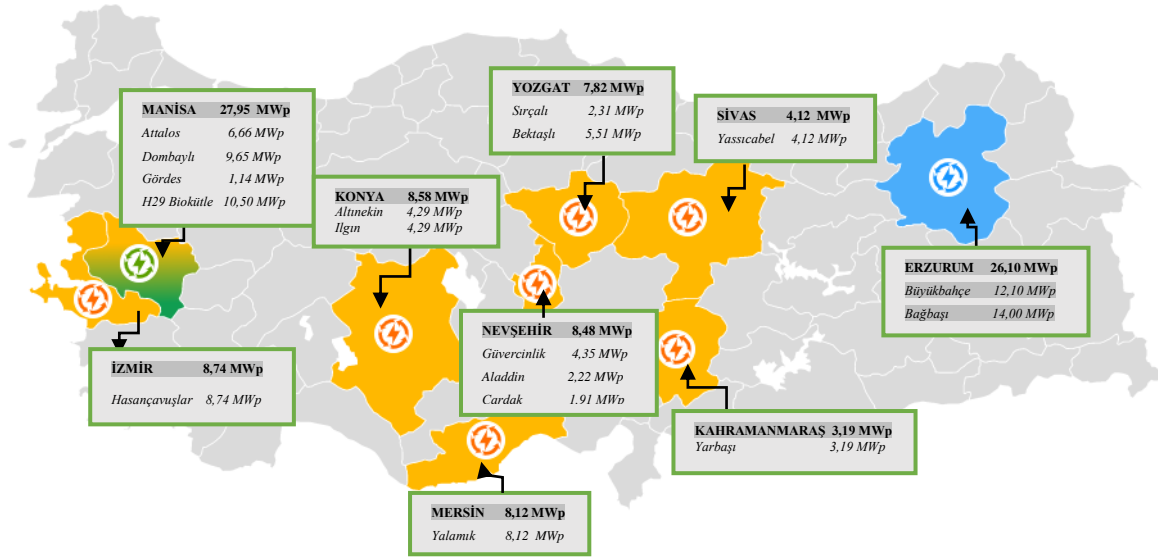 YOZGAT 7,82 MWp
Sırçalı 2,31 MWp
Bektaşlı 5,51 MWp
MANİSA 27,95 MWp
Attalos 6,66 MWp
Dombaylı 9,65 MWp
Gördes 1,14 MWp
H29 Biokütle 10,50 MWp
SİVAS 4,12 MWp
Yassıcabel 4,12 MWp
KONYA 8,58 MWp
Altınekin 4,29 MWp
Ilgın 4,29 MWp
ERZURUM 26,10 MWp
Büyükbahçe 12,10 MWp
Bağbaşı 14,00 MWp
NEVŞEHİR 8,48 MWp
Güvercinlik 4,35 MWp
Aladdin 2,22 MWp
Cardak 1.91 MWp
İZMİR 8,74 MWp
Hasançavuşlar 8,74 MWp
KAHRAMANMARAŞ 3,19 MWp
Yarbaşı 3,19 MWp
MERSİN 8,12 MWp
Yalamık 8,12 MWp